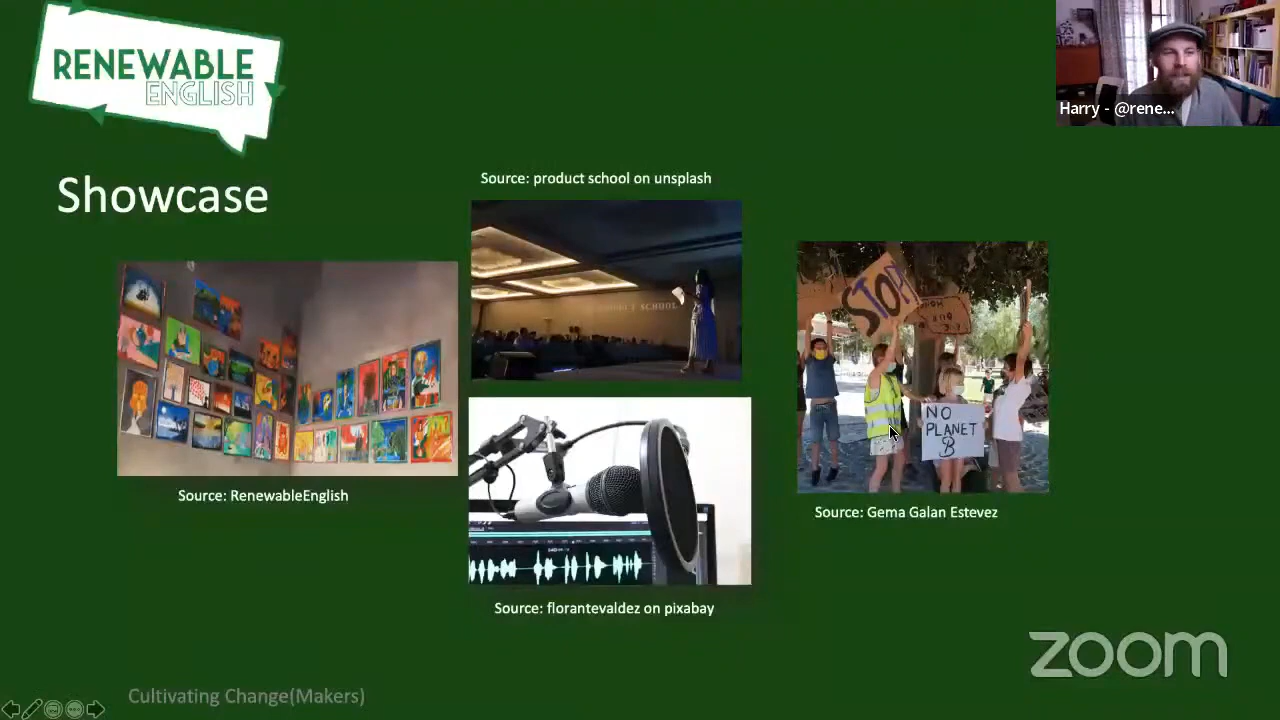 RENEWABLE
ENGLISH
Harry - @rene...
Showcase
Source: product school on unsplash
SCHOOL
STOP!
NO
PLANET
B
Source: RenewableEnglish
Source: Gema Galan Estevez
Source: florantevaldez on pixabay
zoom
Cultivating Change(Makers)